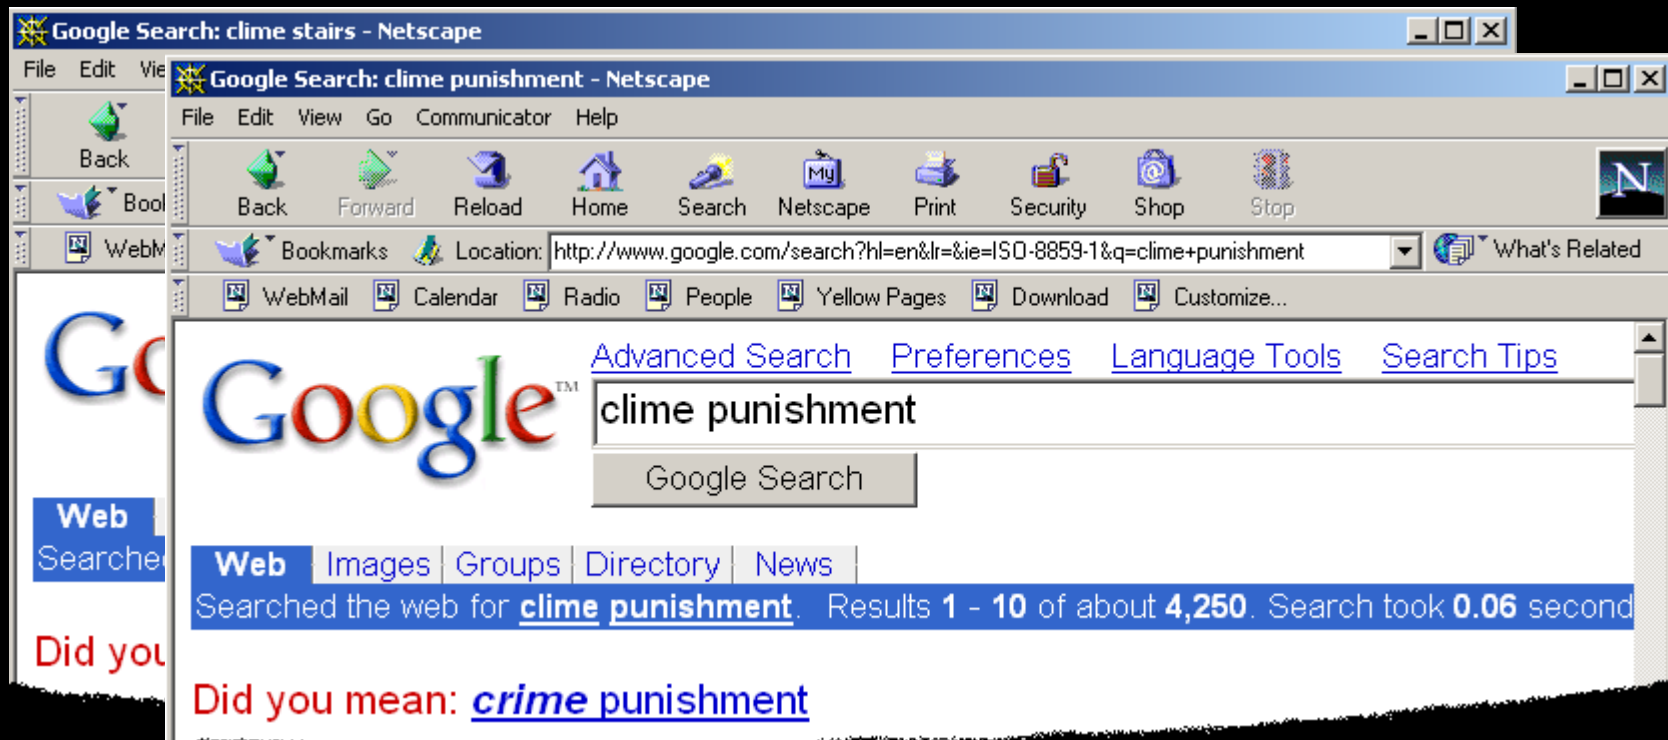 Google Search: clime stairs - Netscape
File Edit Vie
Back
Bool
WebM
Go
Web
Searched
Did you
Google Search: clime punishment - Netscape
File Edit View Go Communicator Help
Back Forward Reload Home Search Netscape Print Security Shop Stop
My
N
Bookmarks Location: http://www.google.com/search?hl=en&lr=&ie=ISO-8859-1&q=clime+punishment What's Related
WebMail Calendar Radio People Yellow Pages Download Customize...
Advanced Search Preferences Language Tools Search Tips
Google™
clime punishment
Google Search
Web Images Groups Directory News
Searched the web for clime punishment. Results 1 - 10 of about 4,250. Search took 0.06 second
Did you mean: crime punishment